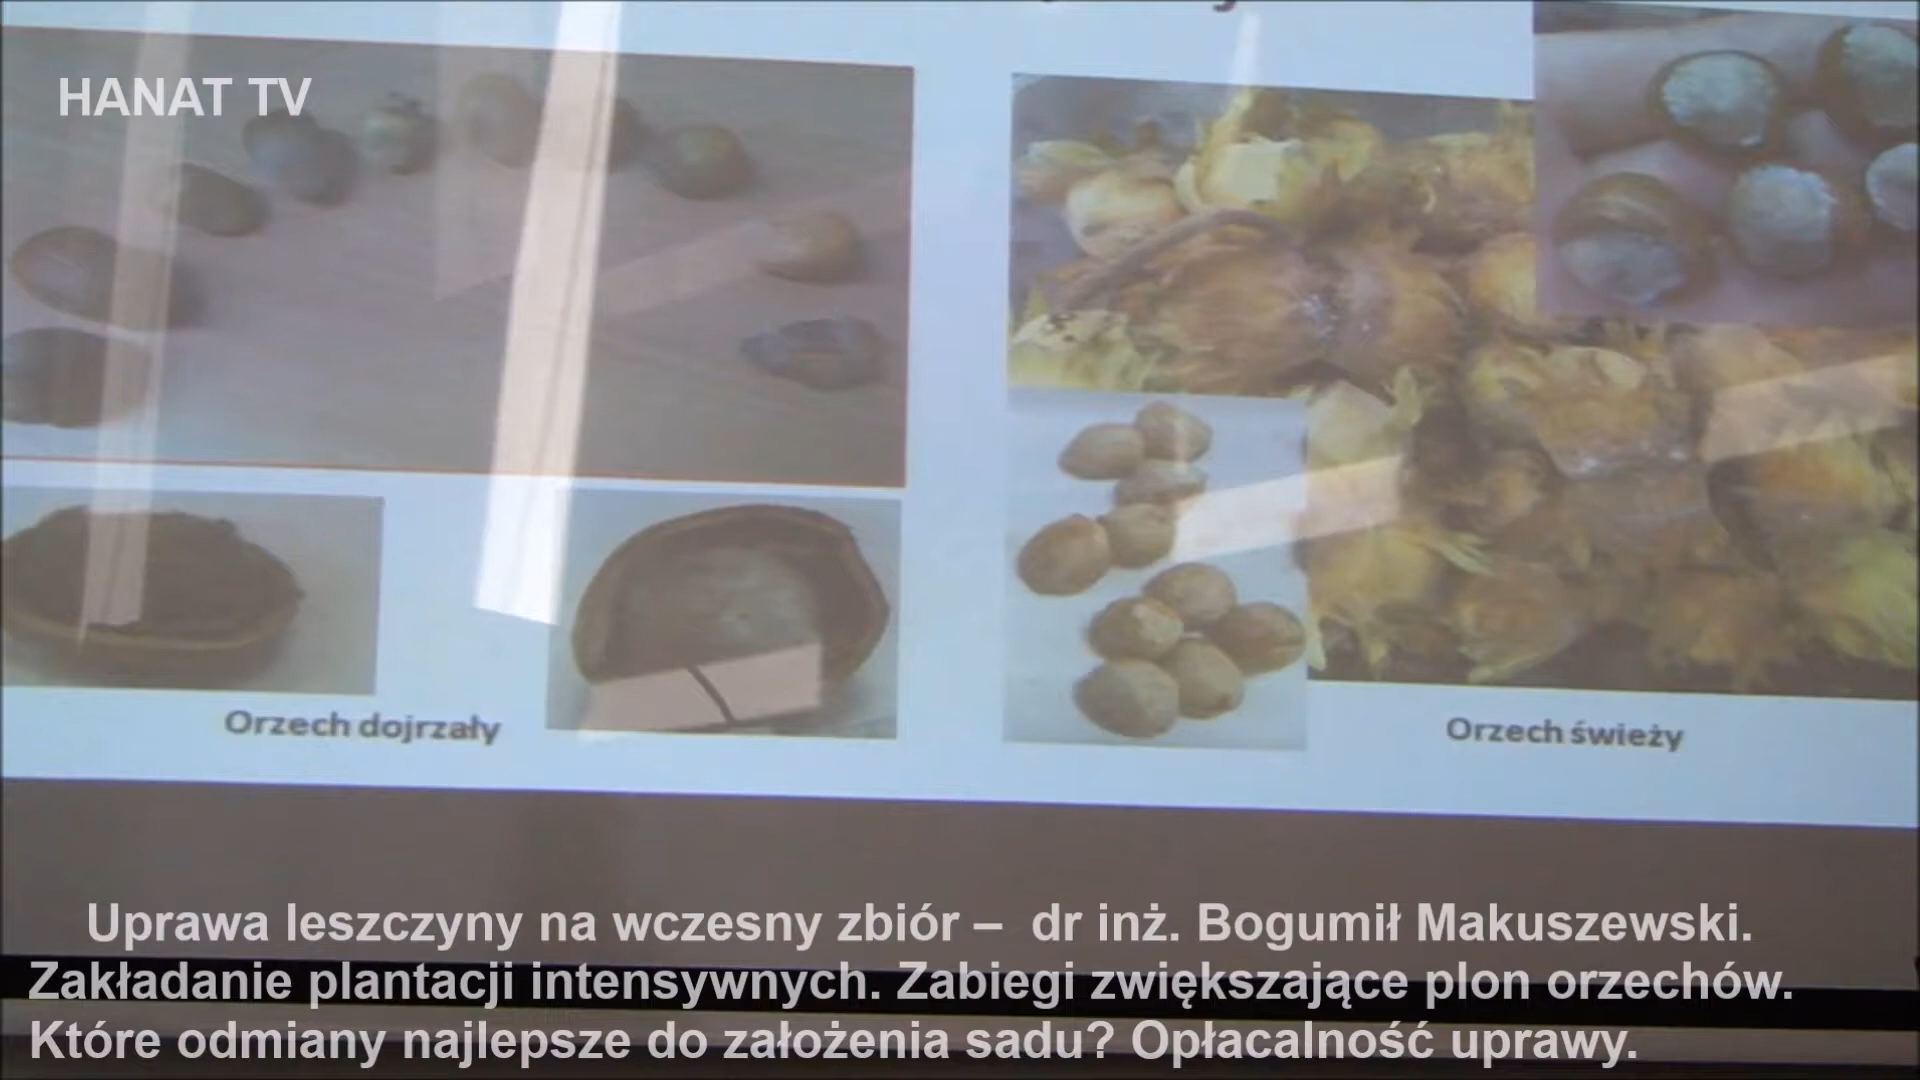 HANAT TV
Orzech dojrzały
Orzech świeży
Uprawa leszczyny na wczesny zbiór – dr inż. Bogumił Makuszewski.
Zakładanie plantacji intensywnych. Zabiegi zwiększające plon orzechów.
Które odmiany najlepsze do założenia sadu? Opłacalność uprawy.